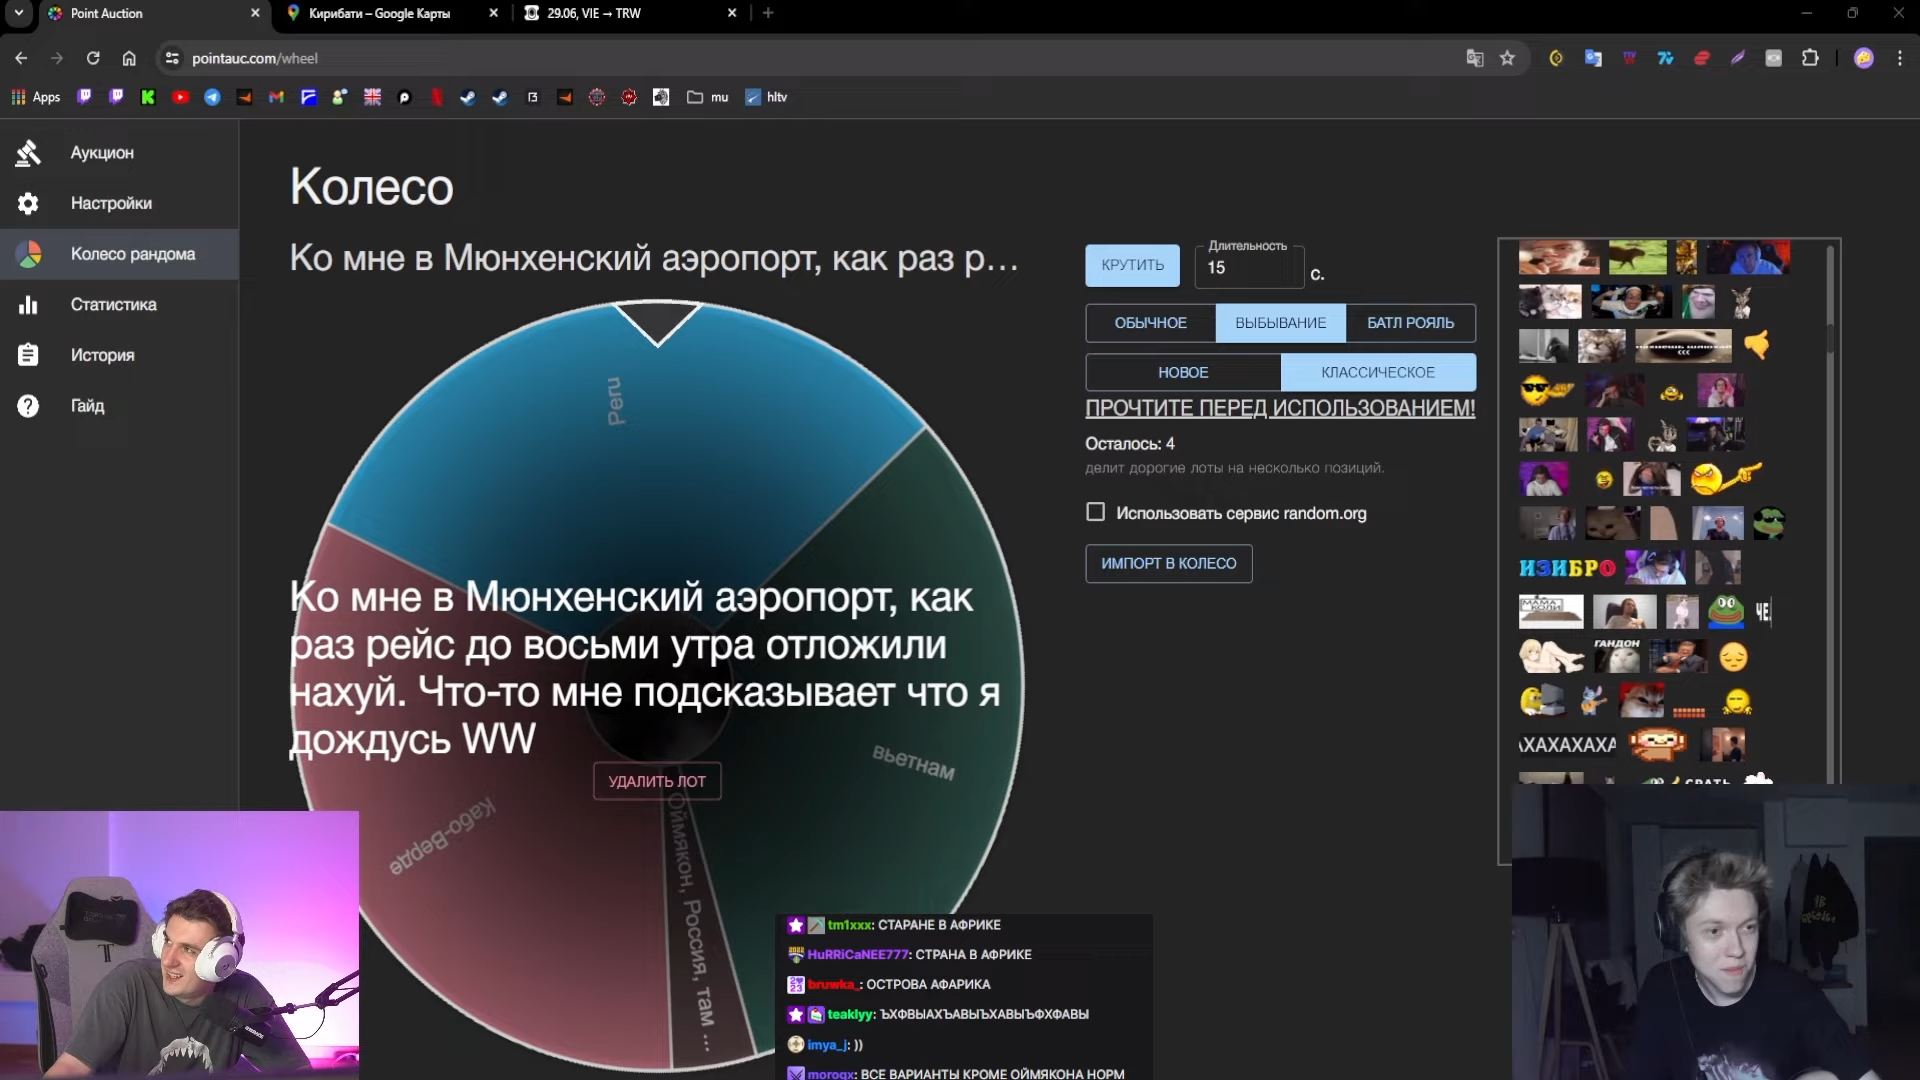 Point Auction
Кирибати – Google Карты
29.06, VIE → TRW
pointauc.com/wheel
Apps
mu
hltv
Аукцион
Настройки
Колесо рандома
Статистика
История
Гайд
Колесо
Ко мне в Мюнхенский аэропорт, как раз р...
КРУТИТЬ
Длительность
15
с.
ОБЫЧНОЕ
ВЫБЫВАНИЕ
БАТЛ РОЯЛЬ
НОВОЕ
КЛАССИЧЕСКОЕ
ПРОЧТИТЕ ПЕРЕД ИСПОЛЬЗОВАНИЕМ!
Осталось: 4
делит дорогие лоты на несколько позиций.
Использовать сервис random.org
ИМПОРТ В КОЛЕСО
Peru
вьетнам
Оймякон, Россия, там ...
Кабо-Верде
Ко мне в Мюнхенский аэропорт, как
раз рейс до восьми утра отложили
нахуй. Что-то мне подсказывает что я
дождусь WW
УДАЛИТЬ ЛОТ
ИЗИБРО
ЧЕ
ГАНДОН
АХАХАХАХА
СРАТЬ
tm1xxx: СТАРАНЕ В АФРИКЕ
HuRRiCaNEE777: СТРАНА В АФРИКЕ
bruwka_: ОСТРОВА АФАРИКА
teaklyy: ЪХФВЫАХЪАВЫЪХАВЫЪФХФАВЫ
imya_j: ))
moroqx: ВСЕ ВАРИАНТЫ КРОМЕ ОЙМЯКОНА НОРМ